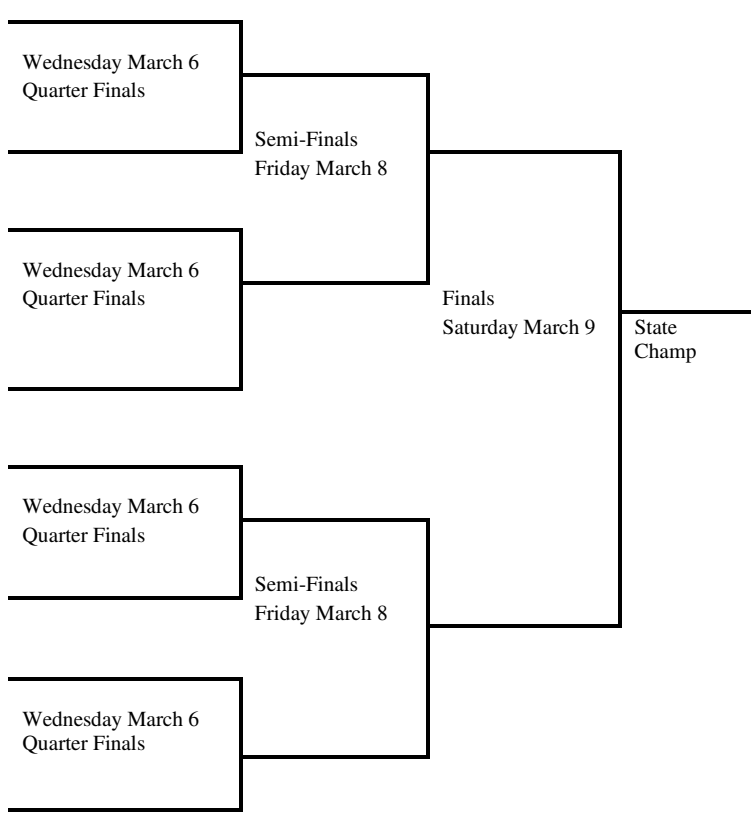 Wednesday March 6
Quarter Finals
Semi-Finals
Friday March 8
Wednesday March 6
Quarter Finals
Finals
Saturday March 9
State
Champ
Wednesday March 6
Quarter Finals
Semi-Finals
Friday March 8
Wednesday March 6
Quarter Finals